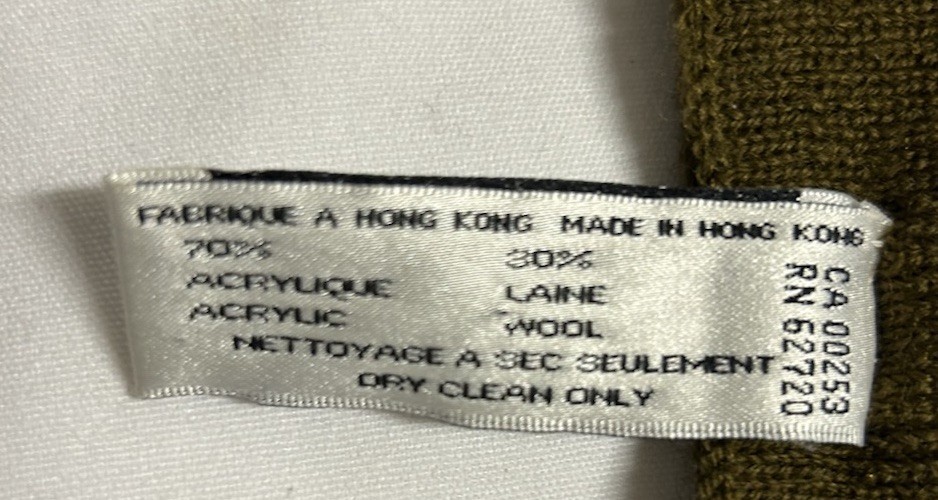 FABRIQUE A HONG KONG MADE IN HONG KONG
70% 30%
ACRYLIQUE LAINE
ACRYLIC WOOL
NETTOYAGE A SEC SEULEMENT
DRY CLEAN ONLY
CA 00253
RN 62720